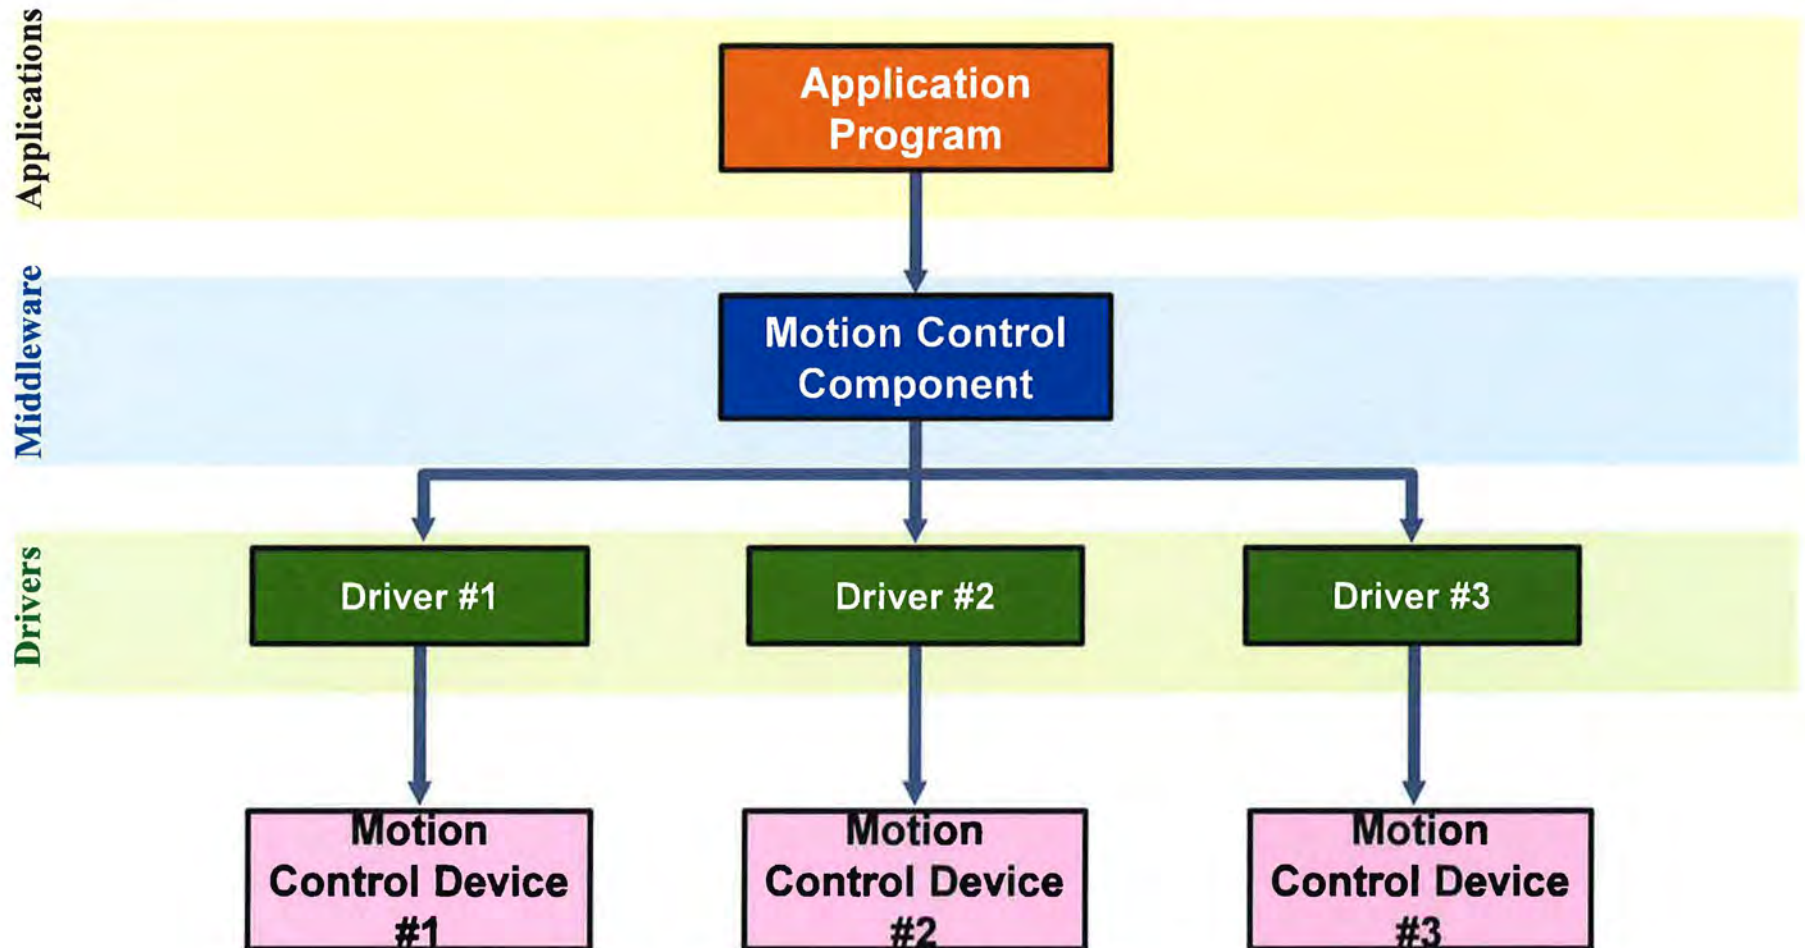 Applications
Application
Program
Middleware
Motion Control
Component
Drivers
Driver #1
Driver #2
Driver #3
Motion
Control Device
#1
Motion
Control Device
#2
Motion
Control Device
#3